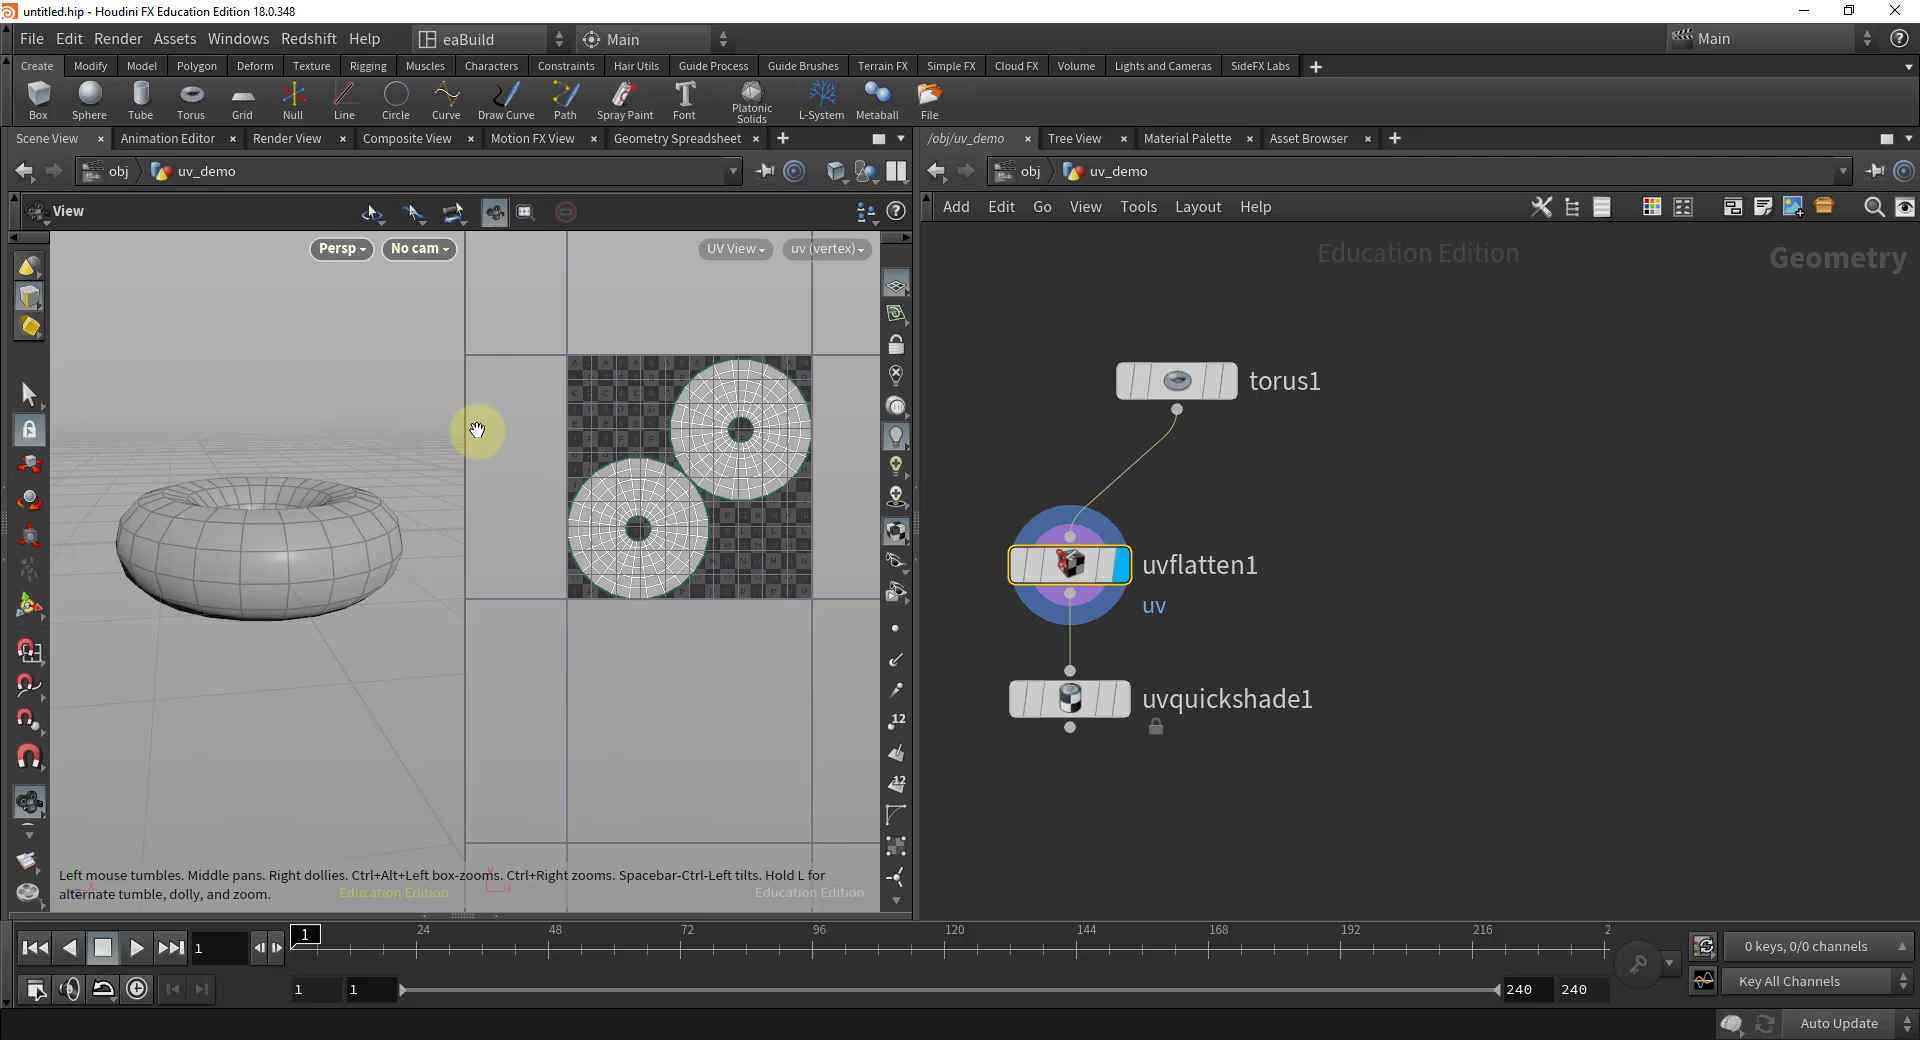 untitled.hip - Houdini FX Education Edition 18.0.348
File Edit Render Assets Windows Redshift Help eaBuild Main Main
Create Modify Model Polygon Deform Texture Rigging Muscles Characters Constraints Hair Utils Guide Process Guide Brushes Terrain FX Simple FX Cloud FX Volume Lights and Cameras SideFX Labs
Box Sphere Tube Torus Grid Null Line Circle Curve Draw Curve Path Spray Paint Font Platonic Solids L-System Metaball File
Scene View Animation Editor Render View Composite View Motion FX View Geometry Spreadsheet /obj/uv_demo Tree View Material Palette Asset Browser
obj uv_demo obj uv_demo
View Add Edit Go View Tools Layout Help
Persp No cam UV View uv (vertex)
Education Edition
Geometry
torus1
uvflatten1
uv
uvquickshade1
12
12
Left mouse tumbles. Middle pans. Right dollies. Ctrl+Alt+Left box-zooms. Ctrl+Right zooms. Spacebar-Ctrl-Left tilts. Hold L for
alternate tumble, dolly, and zoom.
Education Edition Education Edition
1 1 24 48 72 96 120 144 168 192 216 2
0 keys, 0/0 channels
1 1 240 240 Key All Channels
Auto Update